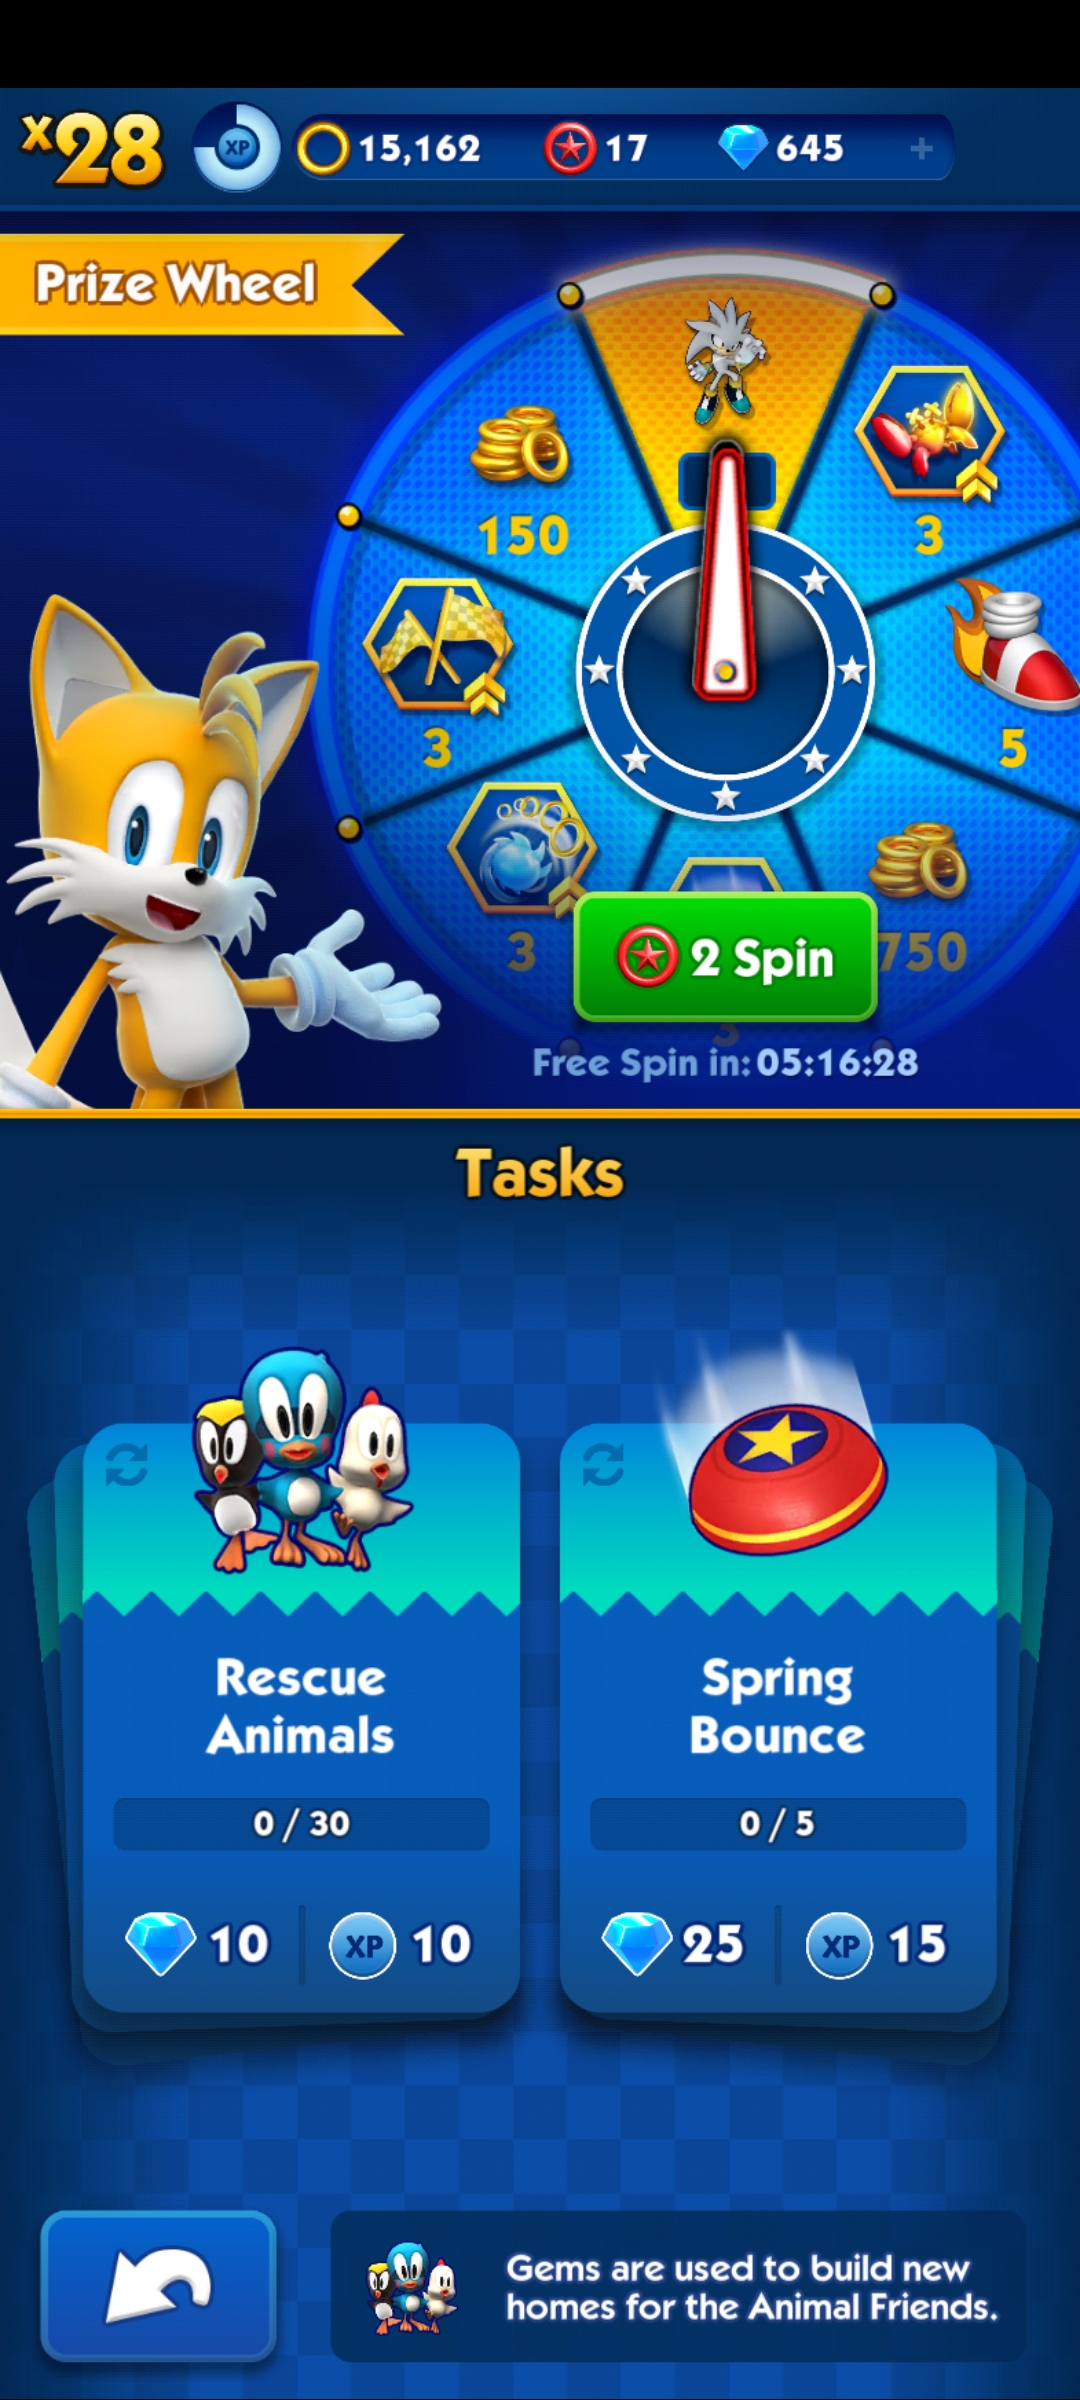 x28
XP
15,162
17
645
+
Prize Wheel
150
3
3
5
3
750
2 Spin
3
Free Spin in: 05:16:28
Tasks
Rescue
Animals
0 / 30
10
XP
10
Spring
Bounce
0 / 5
25
XP
15
Gems are used to build new
homes for the Animal Friends.